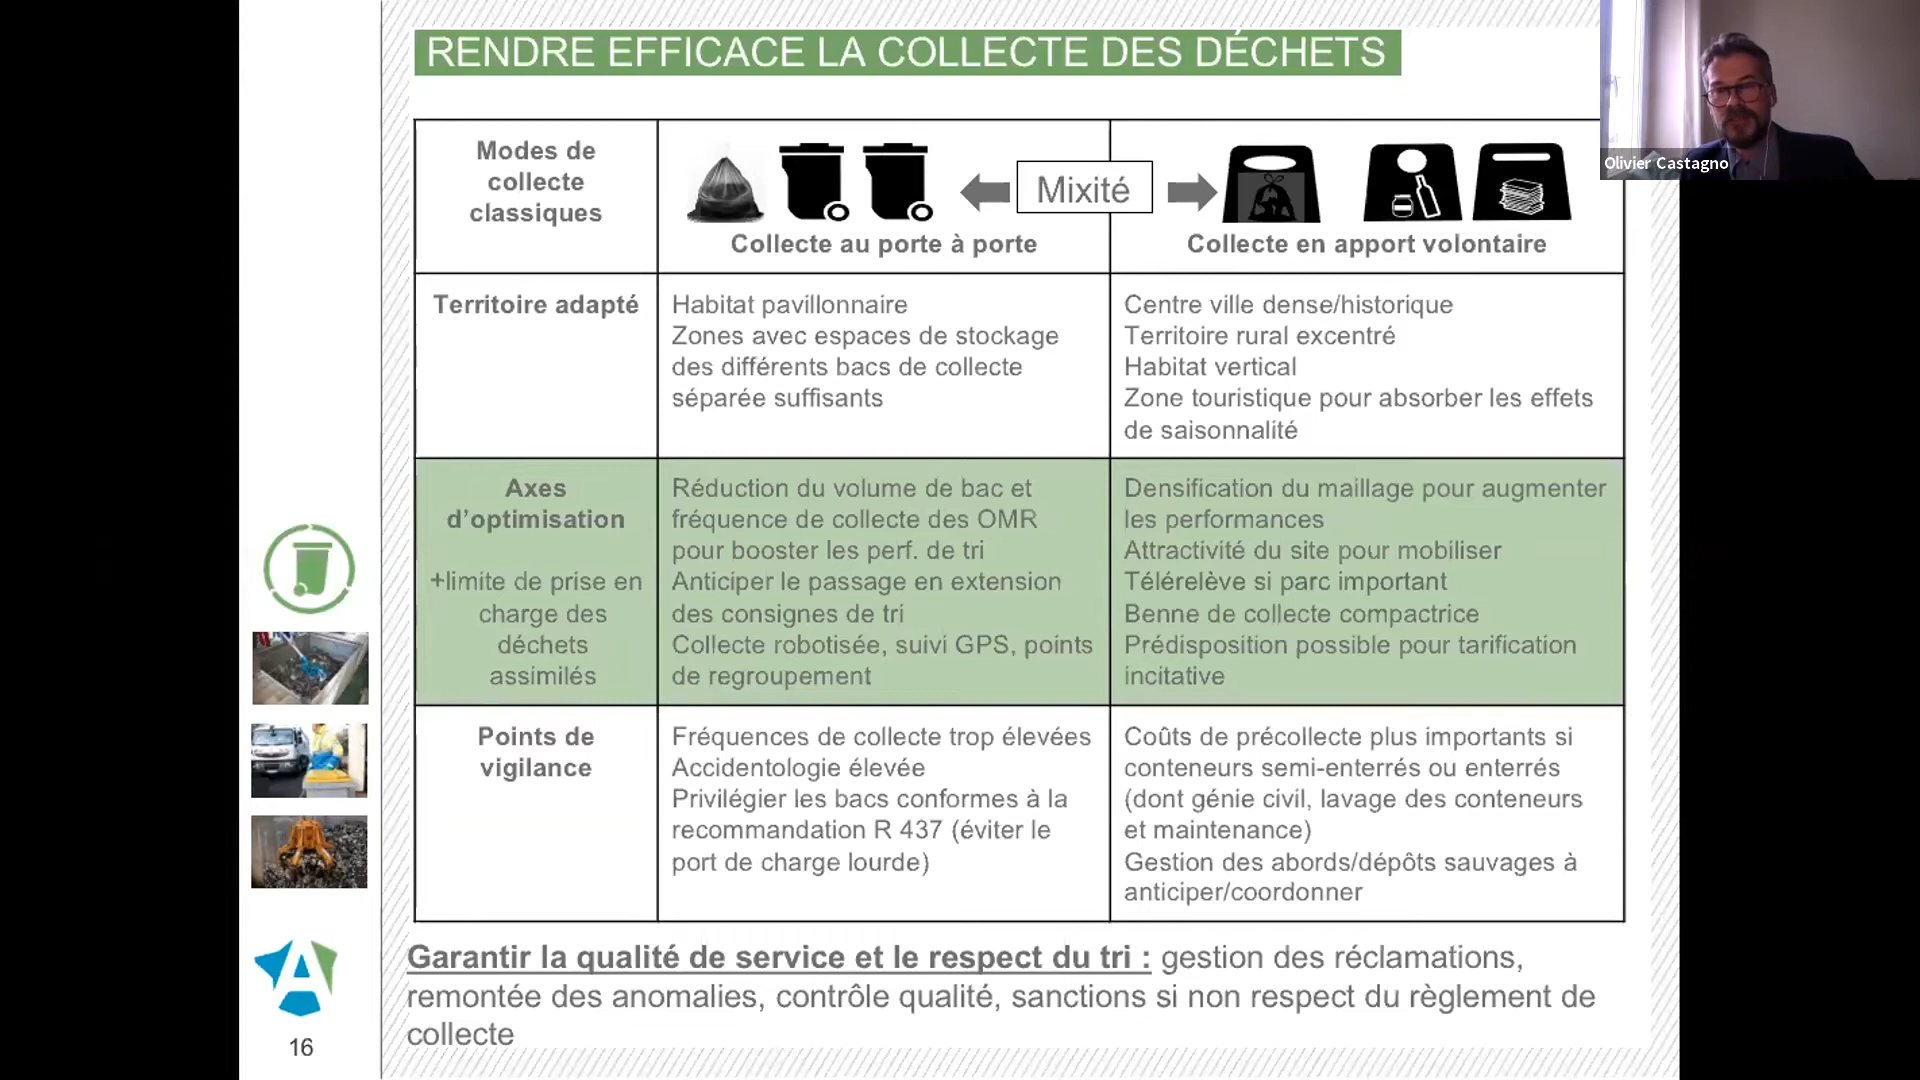 RENDRE EFFICACE LA COLLECTE DES DÉCHETS
Olivier Castagno
Modes de
collecte
classiques
Mixité
Collecte au porte à porte
Collecte en apport volontaire
Territoire adapté
Habitat pavillonnaire
Zones avec espaces de stockage
des différents bacs de collecte
séparée suffisants
Centre ville dense/historique
Territoire rural excentré
Habitat vertical
Zone touristique pour absorber les effets
de saisonnalité
Axes
d’optimisation
+limite de prise en
charge des
déchets
assimilés
Réduction du volume de bac et
fréquence de collecte des OMR
pour booster les perf. de tri
Anticiper le passage en extension
des consignes de tri
Collecte robotisée, suivi GPS, points
de regroupement
Densification du maillage pour augmenter
les performances
Attractivité du site pour mobiliser
Télérelève si parc important
Benne de collecte compactrice
Prédisposition possible pour tarification
incitative
Points de
vigilance
Fréquences de collecte trop élevées
Accidentologie élevée
Privilégier les bacs conformes à la
recommandation R 437 (éviter le
port de charge lourde)
Coûts de précollecte plus importants si
conteneurs semi-enterrés ou enterrés
(dont génie civil, lavage des conteneurs
et maintenance)
Gestion des abords/dépôts sauvages à
anticiper/coordonner
Garantir la qualité de service et le respect du tri : gestion des réclamations,
remontée des anomalies, contrôle qualité, sanctions si non respect du règlement de
collecte
16